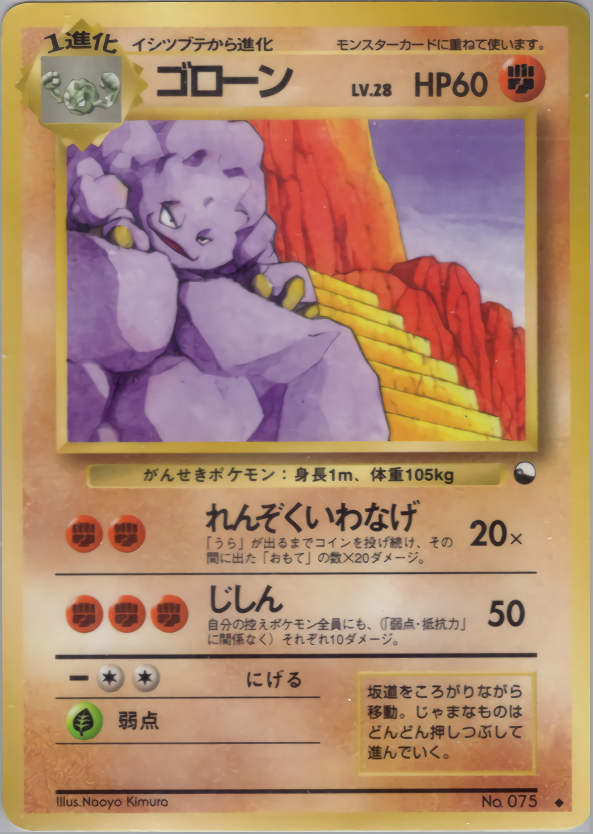 1進化
イシツブテから進化
モンスターカードに重ねて使います。
ゴローン
LV.28 HP60
がんせきポケモン：身長1m、体重105kg
れんぞくいわなげ
20×
「うら」が出るまでコインを投げ続け、その
間に出た「おもて」の数×20ダメージ。
じしん
50
自分の控えポケモン全員にも、（「弱点・抵抗力」
に関係なく）それぞれ10ダメージ。
にげる
弱点
坂道をころがりながら
移動。じゃまなものは
どんどん押しつぶして
進んでいく。
Illus.Naoyo Kimura
No. 075